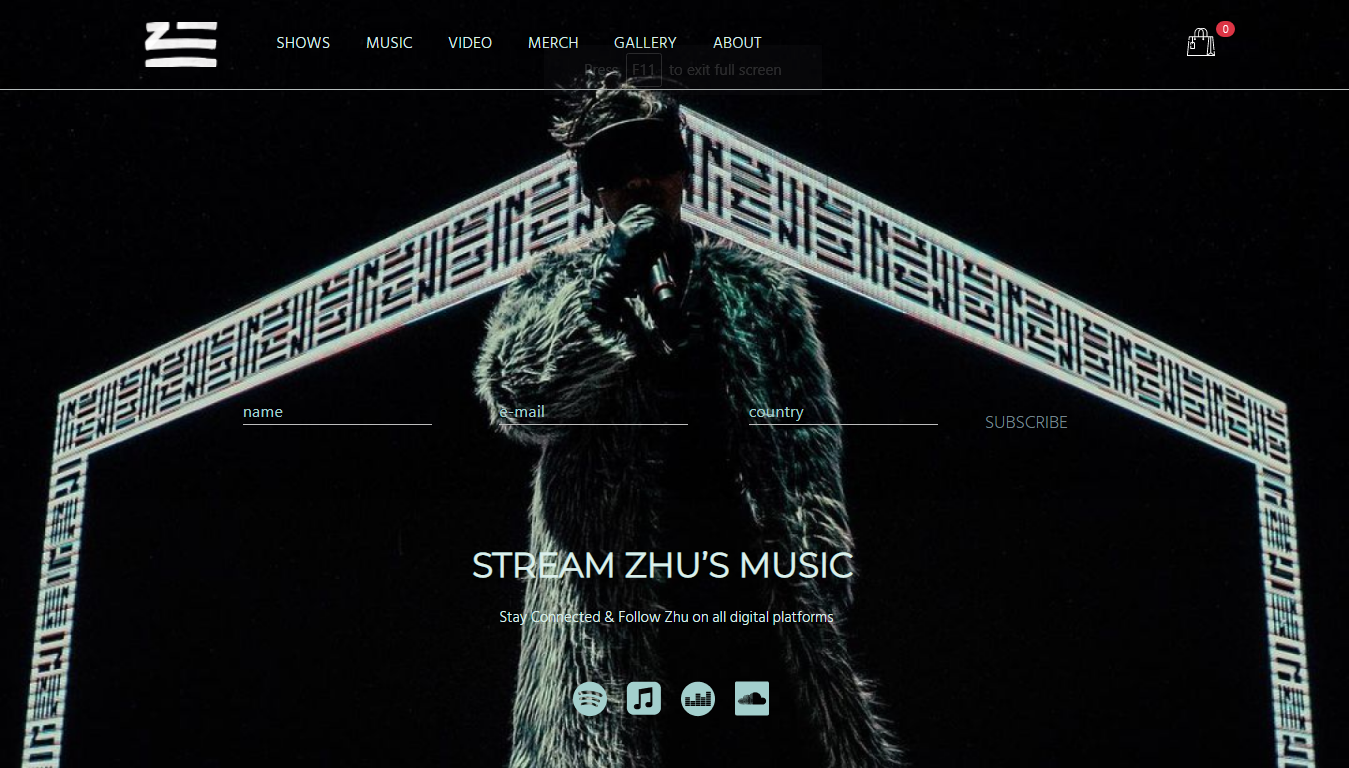 SHOWS MUSIC VIDEO MERCH GALLERY ABOUT 0
Press F11 to exit full screen
name e-mail country SUBSCRIBE
STREAM ZHU’S MUSIC
Stay Connected & Follow Zhu on all digital platforms